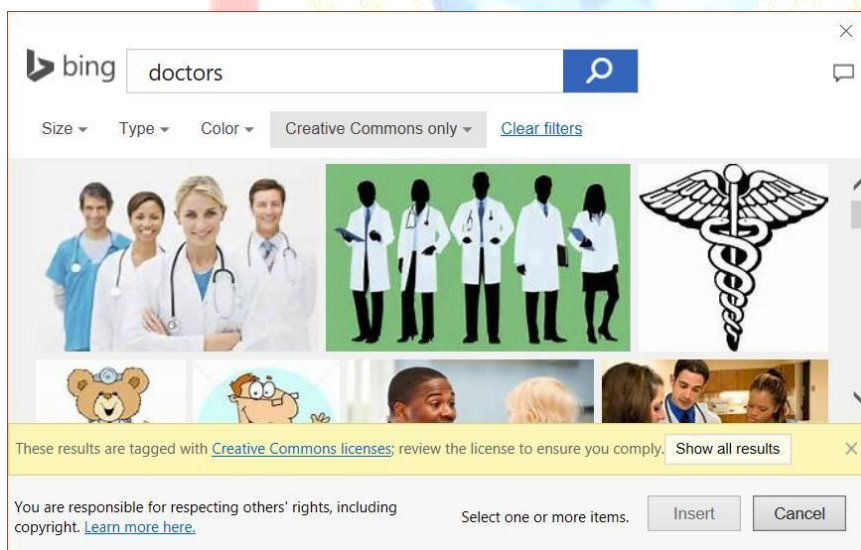 bing
doctors
Size Type Color Creative Commons only Clear filters
These results are tagged with Creative Commons licenses; review the license to ensure you comply. Show all results
You are responsible for respecting others' rights, including
copyright. Learn more here.
Select one or more items. Insert Cancel